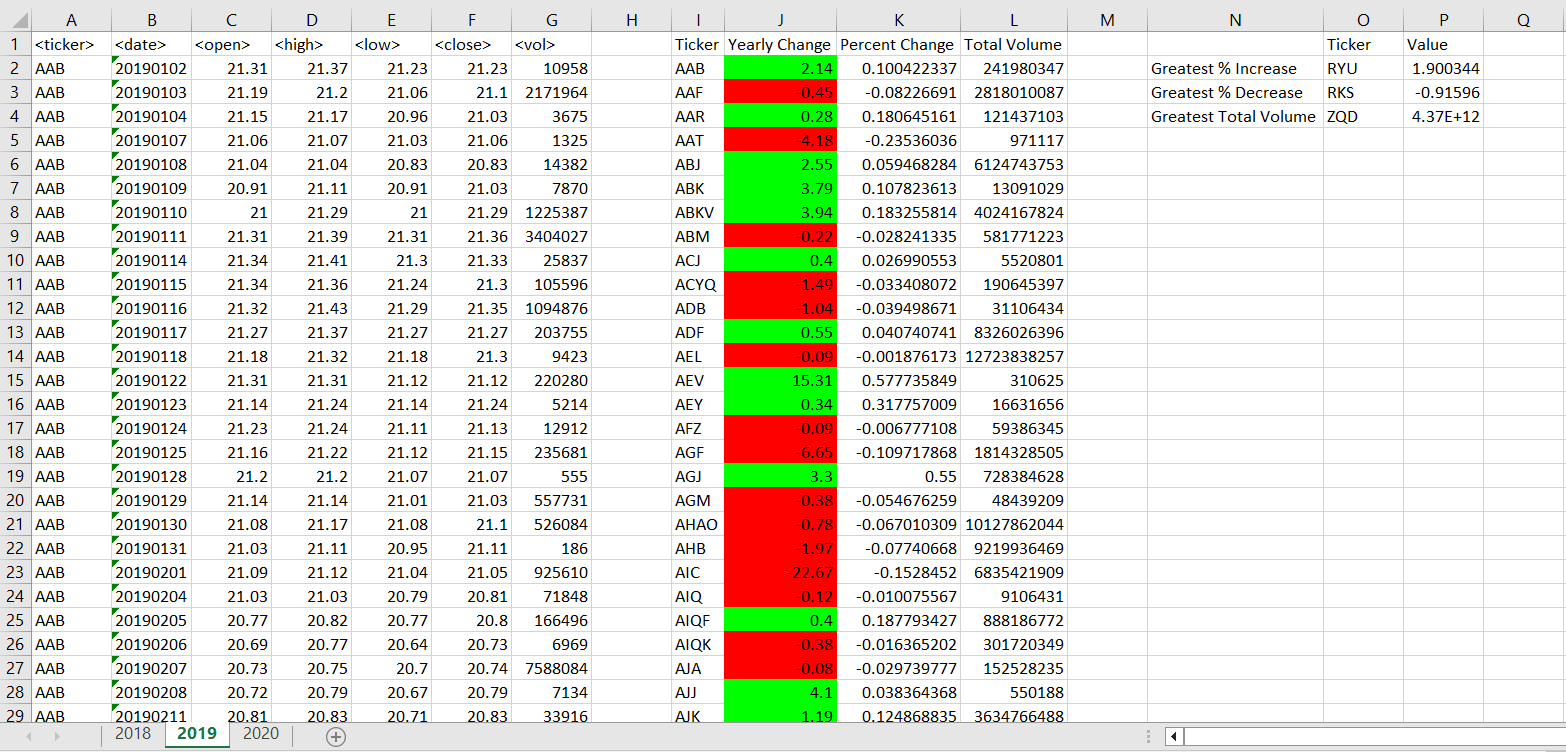 A B C D E F G H I J K L M N O P Q
1 <ticker> <date> <open> <high> <low> <close> <vol> Ticker Yearly Change Percent Change Total Volume Ticker Value
2 AAB 20190102 21.31 21.37 21.23 21.23 10958 AAB 2.14 0.100422337 241980347 Greatest % Increase RYU 1.900344
3 AAB 20190103 21.19 21.2 21.06 21.1 2171964 AAF -0.45 -0.08226691 2818010087 Greatest % Decrease RKS -0.91596
4 AAB 20190104 21.15 21.17 20.96 21.03 3675 AAR 0.28 0.180645161 121437103 Greatest Total Volume ZQD 4.37E+12
5 AAB 20190107 21.06 21.07 21.03 21.06 1325 AAT -4.18 -0.23536036 971117
6 AAB 20190108 21.04 21.04 20.83 20.83 14382 ABJ 2.55 0.059468284 6124743753
7 AAB 20190109 20.91 21.11 20.91 21.03 7870 ABK 3.79 0.107823613 13091029
8 AAB 20190110 21 21.29 21 21.29 1225387 ABKV 3.94 0.183255814 4024167824
9 AAB 20190111 21.31 21.39 21.31 21.36 3404027 ABM -0.22 -0.028241335 581771223
10 AAB 20190114 21.34 21.41 21.3 21.33 25837 ACJ 0.4 0.026990553 5520801
11 AAB 20190115 21.34 21.36 21.24 21.3 105596 ACYQ -1.49 -0.033408072 190645397
12 AAB 20190116 21.32 21.43 21.29 21.35 1094876 ADB -1.04 -0.039498671 31106434
13 AAB 20190117 21.27 21.37 21.27 21.27 203755 ADF 0.55 0.040740741 8326026396
14 AAB 20190118 21.18 21.32 21.18 21.3 9423 AEL -0.09 -0.001876173 12723838257
15 AAB 20190122 21.31 21.31 21.12 21.12 220280 AEV 15.31 0.577735849 310625
16 AAB 20190123 21.14 21.24 21.14 21.24 5214 AEY 0.34 0.317757009 16631656
17 AAB 20190124 21.23 21.24 21.11 21.13 12912 AFZ -0.09 -0.006777108 59386345
18 AAB 20190125 21.16 21.22 21.12 21.15 235681 AGF -6.65 -0.109717868 1814328505
19 AAB 20190128 21.2 21.2 21.07 21.07 555 AGJ 3.3 0.55 728384628
20 AAB 20190129 21.14 21.14 21.01 21.03 557731 AGM -0.38 -0.054676259 48439209
21 AAB 20190130 21.08 21.17 21.08 21.1 526084 AHAO -0.78 -0.067010309 10127862044
22 AAB 20190131 21.03 21.11 20.95 21.11 186 AHB -1.97 -0.07740668 9219936469
23 AAB 20190201 21.09 21.12 21.04 21.05 925610 AIC -22.67 -0.1528452 6835421909
24 AAB 20190204 21.03 21.03 20.79 20.81 71848 AIQ -0.12 -0.010075567 9106431
25 AAB 20190205 20.77 20.82 20.77 20.8 166496 AIQF 0.4 0.187793427 888186772
26 AAB 20190206 20.69 20.77 20.64 20.73 6969 AIQK -0.38 -0.016365202 301720349
27 AAB 20190207 20.73 20.75 20.7 20.74 7588084 AJA -0.08 -0.029739777 152528235
28 AAB 20190208 20.72 20.79 20.67 20.79 7134 AJJ 4.1 0.038364368 550188
29 AAB 20190211 20.81 20.83 20.71 20.83 33916 AJK 1.19 0.124868835 3634766488
2018 2019 2020